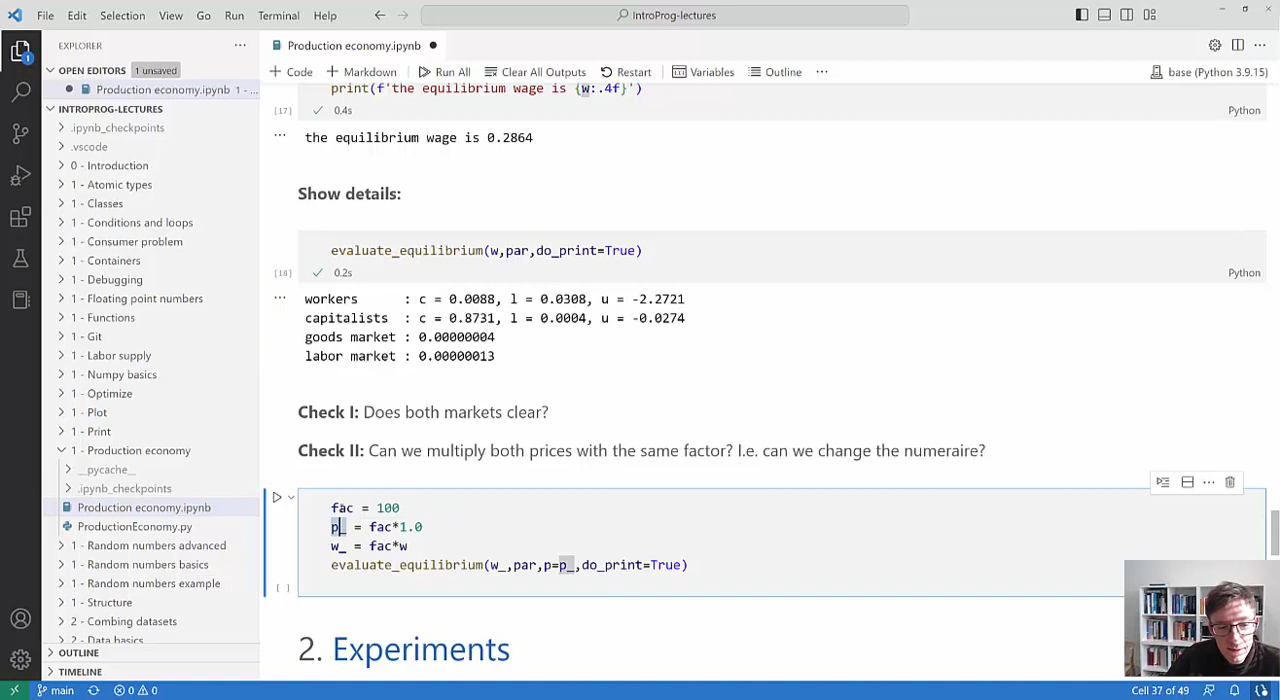 File Edit Selection View Go Run Terminal Help
IntroProg-lectures
EXPLORER
OPEN EDITORS 1 unsaved
Production economy.ipynb 1 - ...
INTROPROG-LECTURES
.ipynb_checkpoints
.vscode
0 - Introduction
1 - Atomic types
1 - Classes
1 - Conditions and loops
1 - Consumer problem
1 - Containers
1 - Debugging
1 - Floating point numbers
1 - Functions
1 - Git
1 - Labor supply
1 - Numpy basics
1 - Optimize
1 - Plot
1 - Print
1 - Production economy
__pycache__
.ipynb_checkpoints
Production economy.ipynb
ProductionEconomy.py
1 - Random numbers advanced
1 - Random numbers basics
1 - Random numbers example
1 - Structure
2 - Combing datasets
2 - Data basics
OUTLINE
TIMELINE
Production economy.ipynb
+ Code + Markdown Run All Clear All Outputs Restart Variables Outline ... base (Python 3.9.15)
print(f'the equilibrium wage is {w:.4f}')
[17] 0.4s Python
... the equilibrium wage is 0.2864
Show details:
evaluate_equilibrium(w,par,do_print=True)
[18] 0.2s Python
... workers : c = 0.0088, l = 0.0308, u = -2.2721
capitalists : c = 0.8731, l = 0.0004, u = -0.0274
goods market : 0.00000004
labor market : 0.00000013
Check I: Does both markets clear?
Check II: Can we multiply both prices with the same factor? I.e. can we change the numeraire?
fac = 100
p_ = fac*1.0
w_ = fac*w
evaluate_equilibrium(w_,par,p=p_,do_print=True)
[ ]
2. Experiments
main 0 0 Cell 37 of 49